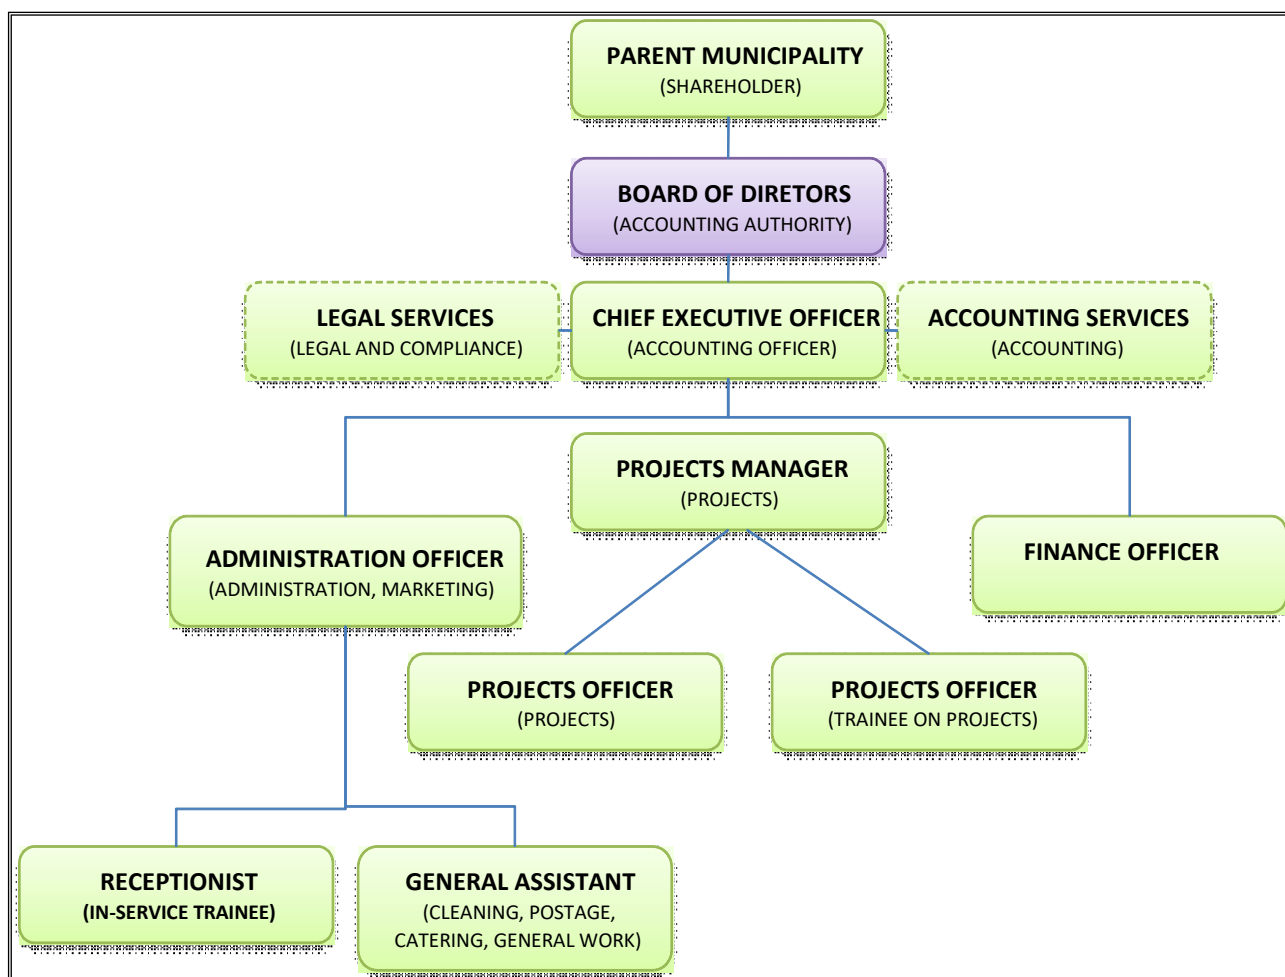 PARENT MUNICIPALITY
(SHAREHOLDER)
BOARD OF DIRETORS
(ACCOUNTING AUTHORITY)
LEGAL SERVICES
(LEGAL AND COMPLIANCE)
CHIEF EXECUTIVE OFFICER
(ACCOUNTING OFFICER)
ACCOUNTING SERVICES
(ACCOUNTING)
PROJECTS MANAGER
(PROJECTS)
ADMINISTRATION OFFICER
(ADMINISTRATION, MARKETING)
FINANCE OFFICER
PROJECTS OFFICER
(PROJECTS)
PROJECTS OFFICER
(TRAINEE ON PROJECTS)
RECEPTIONIST
(IN-SERVICE TRAINEE)
GENERAL ASSISTANT
(CLEANING, POSTAGE,
CATERING, GENERAL WORK)